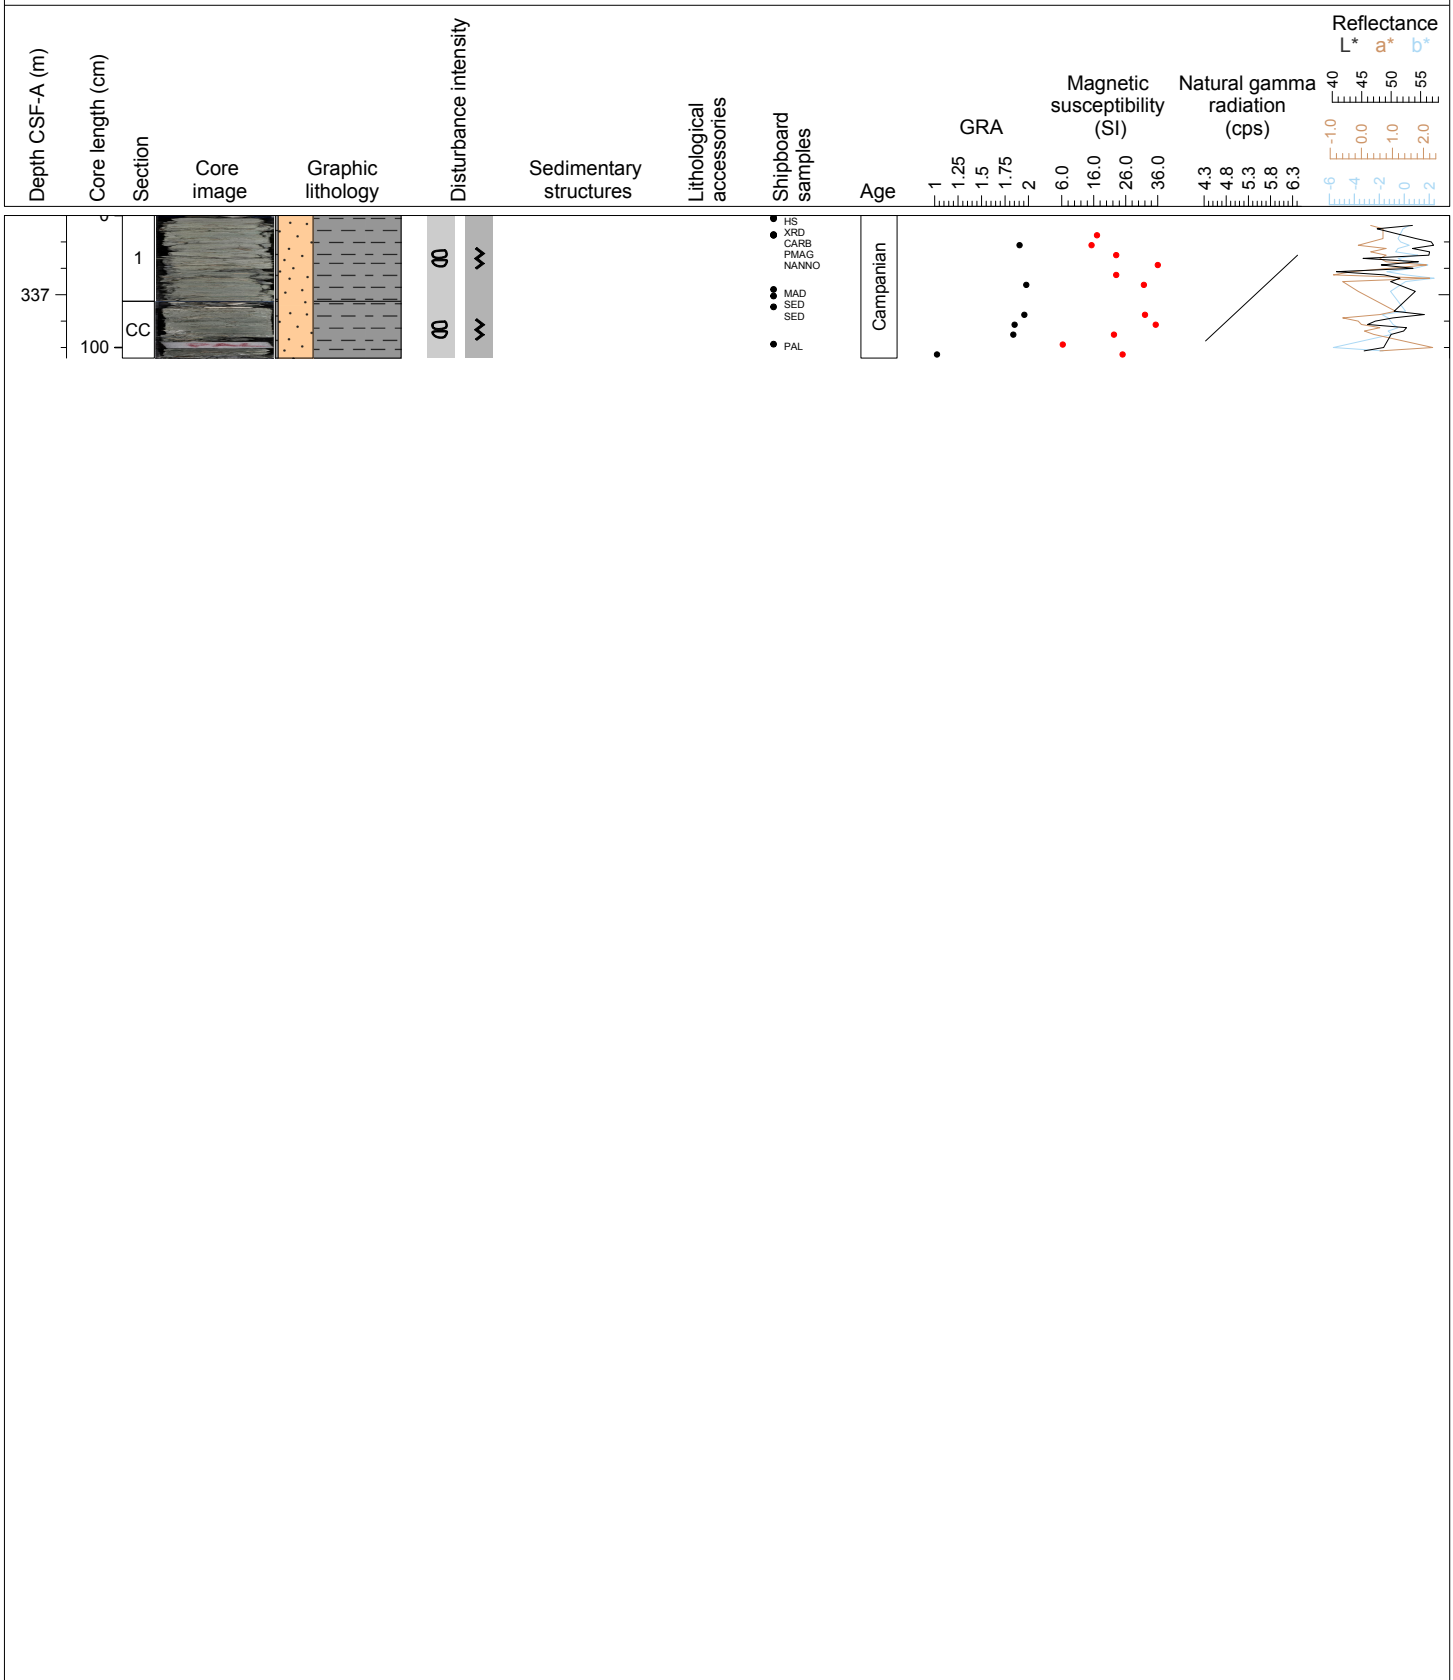 Depth CSF-A (m)
Core length (cm)
Section
Core
image
Graphic
lithology
Disturbance intensity
Sedimentary
structures
Lithological
accessories
Shipboard
samples
Age
GRA
1
1.25
1.5
1.75
2
Magnetic
susceptibility
(SI)
6.0
16.0
26.0
36.0
Natural gamma
radiation
(cps)
4.3
4.8
5.3
5.8
6.3
Reflectance
L* a* b*
40
45
50
55
-1.0
0.0
1.0
2.0
-6
-4
-2
0
2
0
337
100
1
CC
HS
XRD
CARB
PMAG
NANNO
MAD
SED
SED
PAL
Campanian